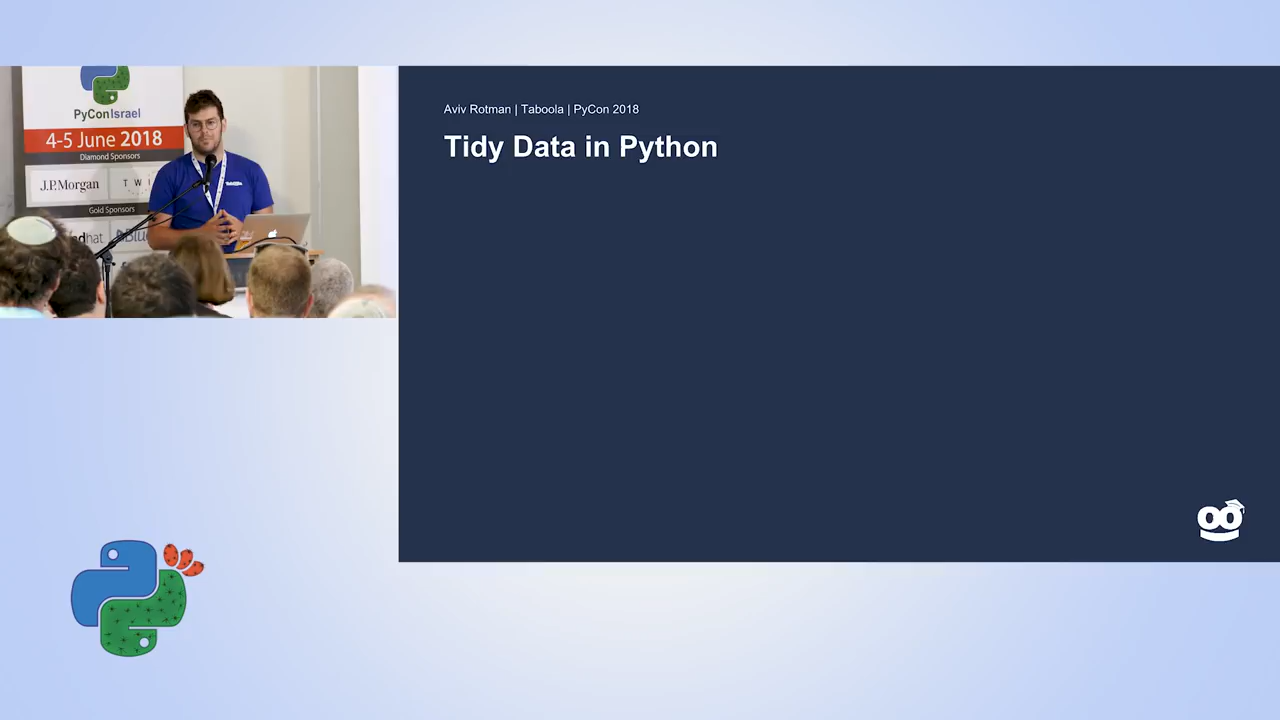 PyConIsrael
4-5 June 2018
Diamond Sponsors
J.P.Morgan
Gold Sponsors
Aviv Rotman | Taboola | PyCon 2018
Tidy Data in Python